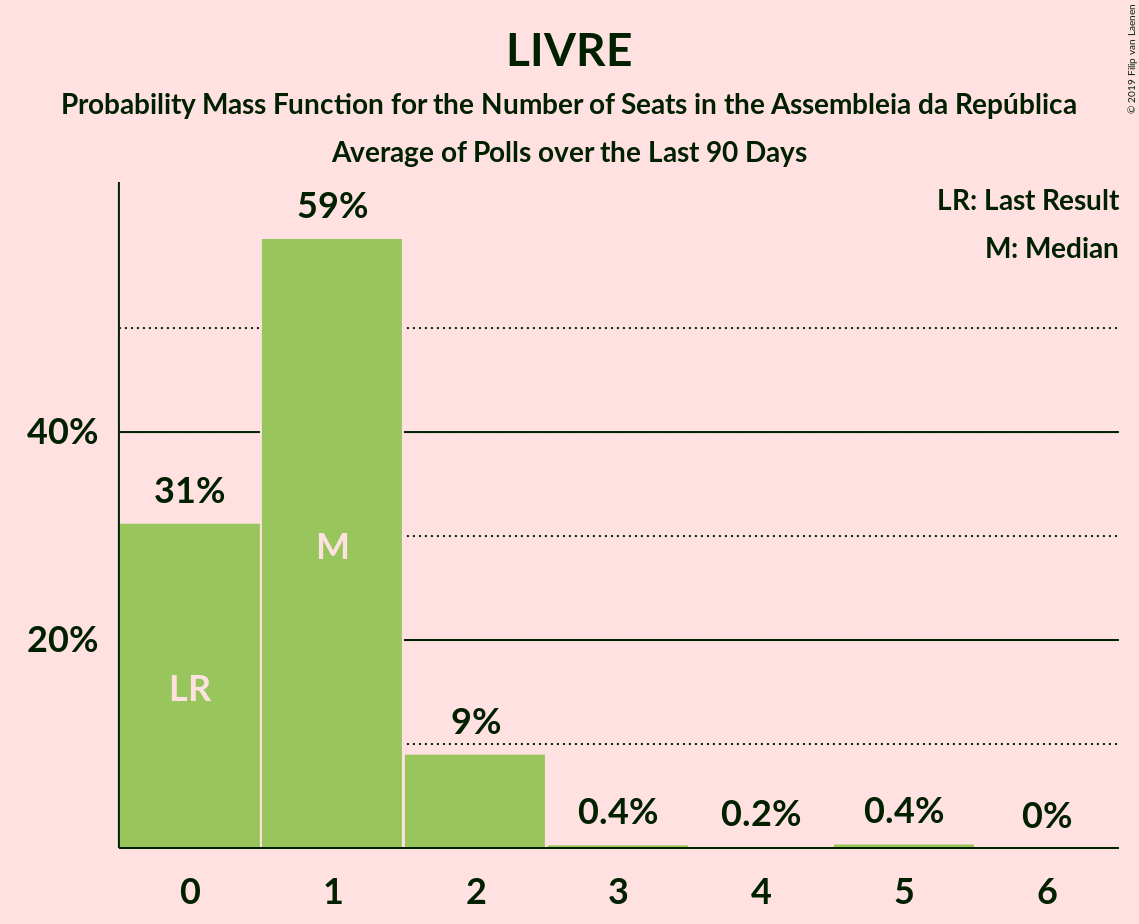 LIVRE
Probability Mass Function for the Number of Seats in the Assembleia da República
Average of Polls over the Last 90 Days
© 2019 Filip van Laenen
LR: Last Result
M: Median
59%
40%
31%
M
20%
LR
9%
0.4%
0.2%
0.4%
0%
0 1 2 3 4 5 6